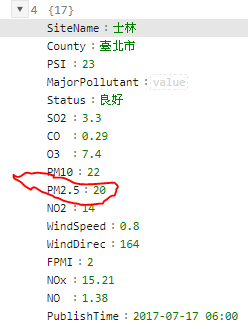 4 {17}
SiteName : 士林
County : 臺北市
PSI : 23
MajorPollutant : value
Status : 良好
SO2 : 3.3
CO : 0.29
O3 : 7.4
PM10 : 22
PM2.5 : 20
NO2 : 14
WindSpeed : 0.8
WindDirec : 164
FPMI : 2
NOx : 15.21
NO : 1.38
PublishTime : 2017-07-17 06:00